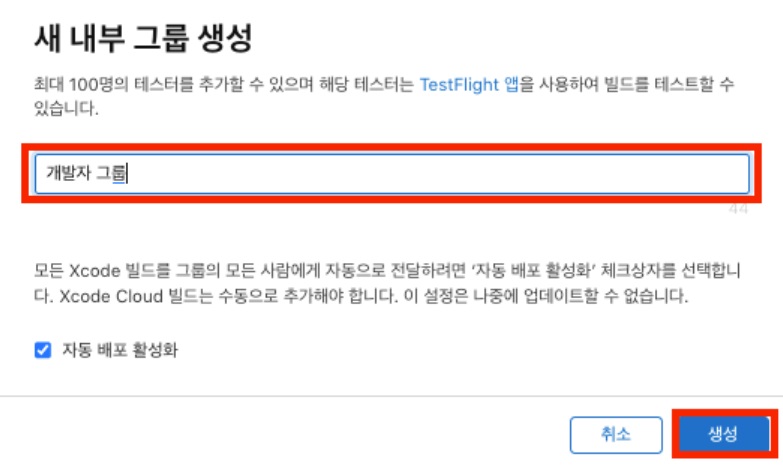 새 내부 그룹 생성
최대 100명의 테스터를 추가할 수 있으며 해당 테스터는 TestFlight 앱을 사용하여 빌드를 테스트할 수
있습니다.
개발자 그룹
44
모든 Xcode 빌드를 그룹의 모든 사람에게 자동으로 전달하려면 ‘자동 배포 활성화’ 체크상자를 선택합니
다. Xcode Cloud 빌드는 수동으로 추가해야 합니다. 이 설정은 나중에 업데이트할 수 없습니다.
자동 배포 활성화
취소 생성